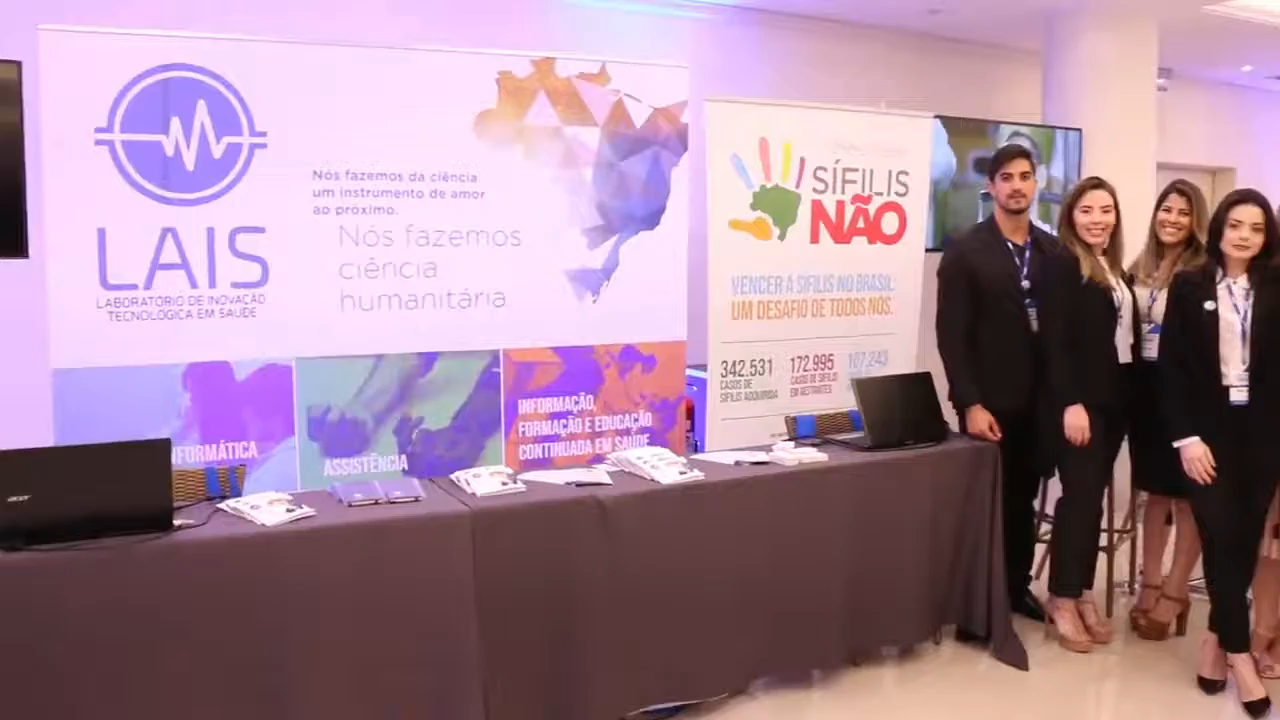 Nós fazemos da ciência
um instrumento de amor
ao próximo.
Nós fazemos
ciência
humanitária
LAIS
LABORATÓRIO DE INOVAÇÃO
TECNOLÓGICA EM SAÚDE
ASSISTÊNCIA
INFORMAÇÃO,
FORMAÇÃO E EDUCAÇÃO
CONTINUADA EM SAÚDE
acer
SÍFILIS
NÃO
VENCER A SÍFILIS NO BRASIL:
UM DESAFIO DE TODOS NÓS.
342.531
CASOS DE
SÍFILIS ADQUIRIDA
172.995
CASOS DE SÍFILIS
EM GESTANTES
107.243